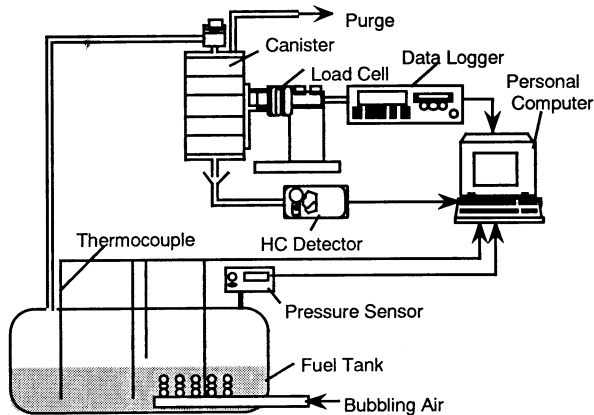 Purge
Canister
Load Cell
Data Logger
Personal
Computer
HC Detector
Thermocouple
Pressure Sensor
Fuel Tank
Bubbling Air